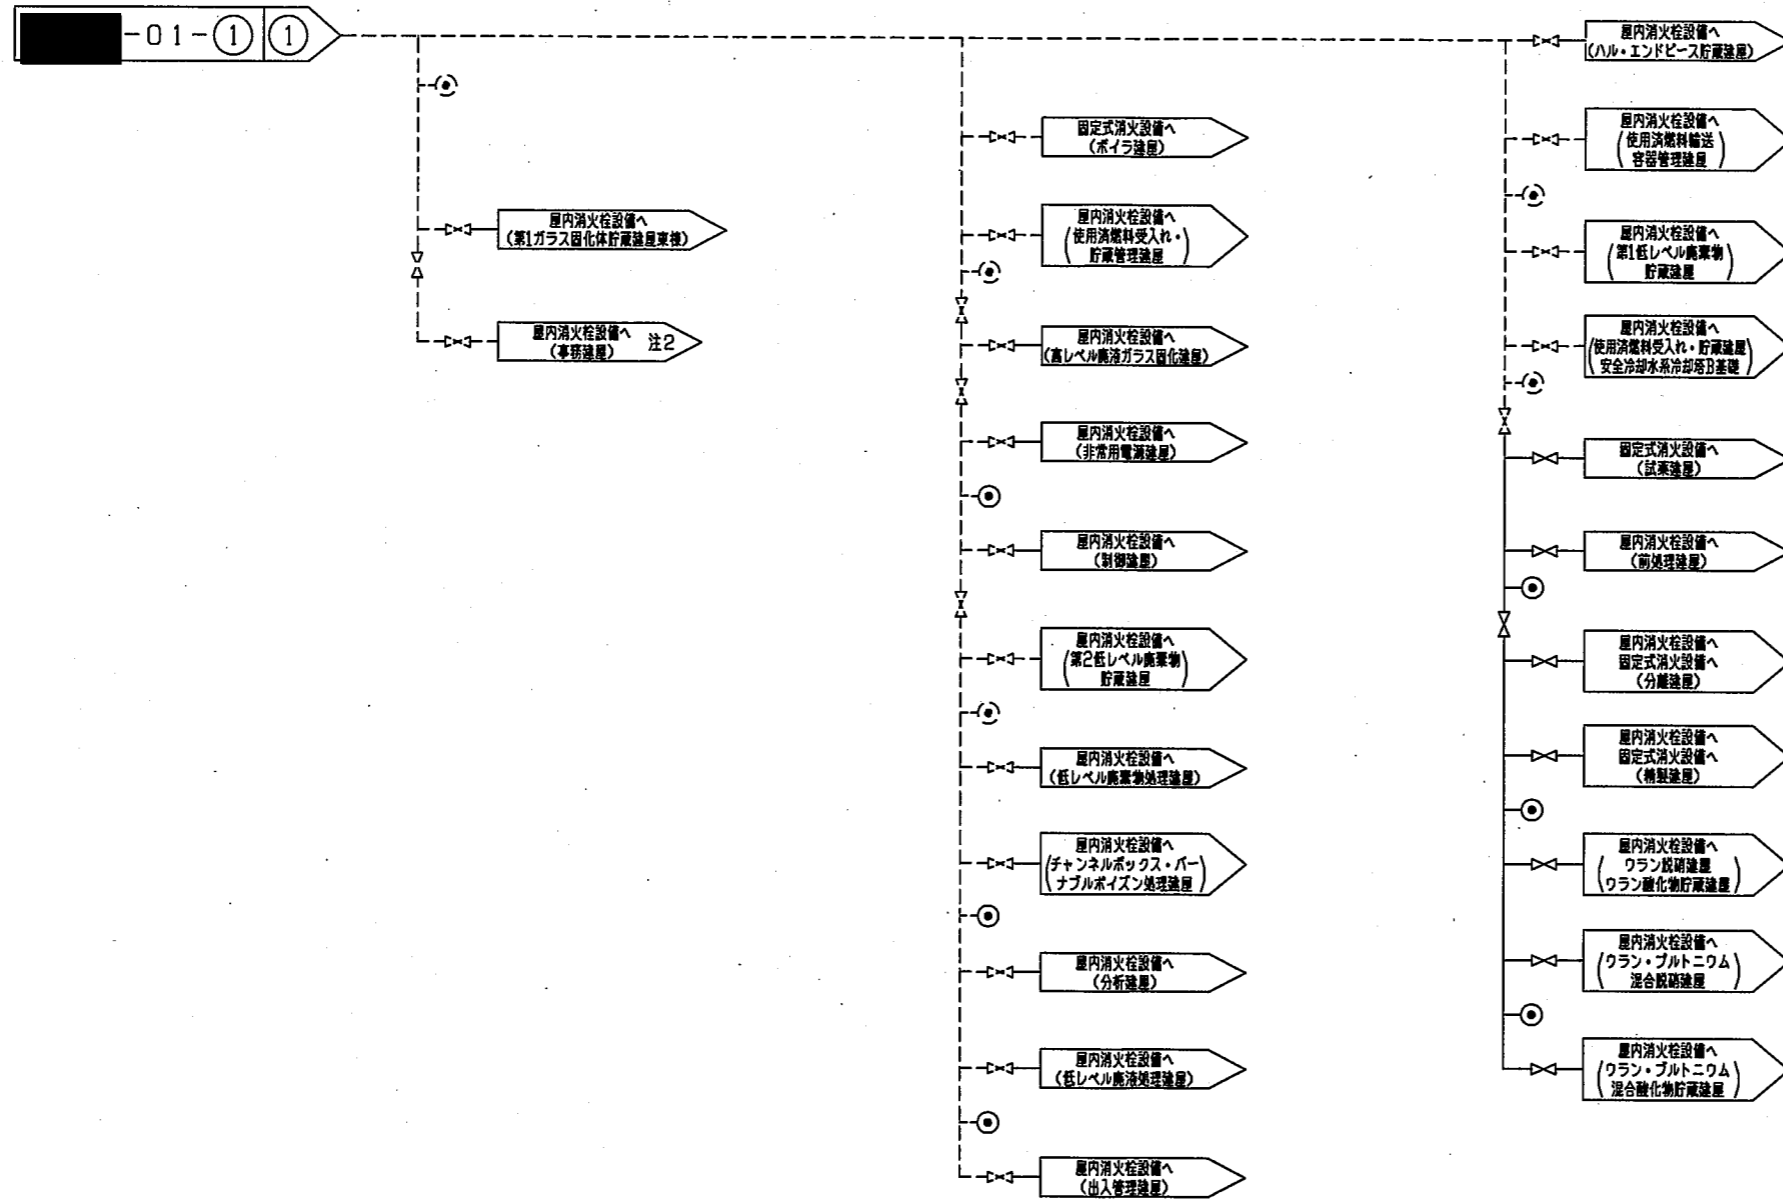 -01-①①
屋内消火栓設備へ
(第1ガラス固化体貯蔵建屋東棟)
屋内消火栓設備へ
(事務建屋)
注2
固定式消火設備へ
(ボイラ建屋)
屋内消火栓設備へ
(使用済燃料受入れ・
貯蔵管理建屋)
屋内消火栓設備へ
(高レベル廃液ガラス固化建屋)
屋内消火栓設備へ
(非常用電源建屋)
屋内消火栓設備へ
(制御建屋)
屋内消火栓設備へ
(第2低レベル廃棄物
貯蔵建屋)
屋内消火栓設備へ
(低レベル廃棄物処理建屋)
屋内消火栓設備へ
(チャンネルボックス・バー
ナブルポイズン処理建屋)
屋内消火栓設備へ
(分析建屋)
屋内消火栓設備へ
(低レベル廃液処理建屋)
屋内消火栓設備へ
(出入管理建屋)
屋内消火栓設備へ
(ハル・エンドピース貯蔵建屋)
屋内消火栓設備へ
(使用済燃料輸送
容器管理建屋)
屋内消火栓設備へ
(第1低レベル廃棄物
貯蔵建屋)
屋内消火栓設備へ
(使用済燃料受入れ・貯蔵建屋
安全冷却水系冷却塔B基礎)
固定式消火設備へ
(試薬建屋)
屋内消火栓設備へ
(前処理建屋)
屋内消火栓設備へ
固定式消火設備へ
(分離建屋)
屋内消火栓設備へ
固定式消火設備へ
(精製建屋)
屋内消火栓設備へ
(ウラン脱硝建屋
ウラン酸化物貯蔵建屋)
屋内消火栓設備へ
(ウラン・プルトニウム
混合脱硝建屋)
屋内消火栓設備へ
(ウラン・プルトニウム
混合酸化物貯蔵建屋)